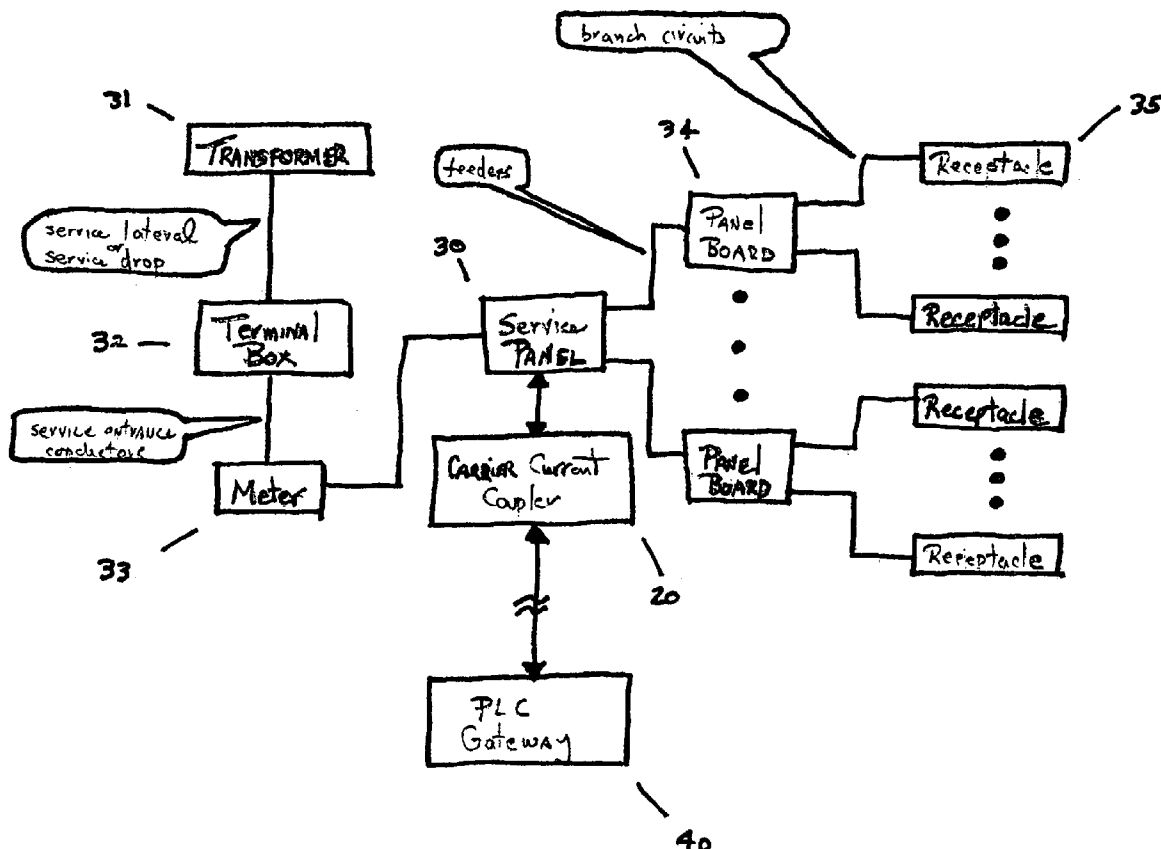 branch circuits
31
TRANSFORMER
35
34
Receptacle
feeders
PANEL
BOARD
service lateral
or
service drop
30
Service
PANEL
32
Terminal
Box
Receptacle
service entrance
conductors
Receptacle
Meter
CARRIER Current
Coupler
PANEL
BOARD
33
20
Receptacle
PLC
Gateway
40